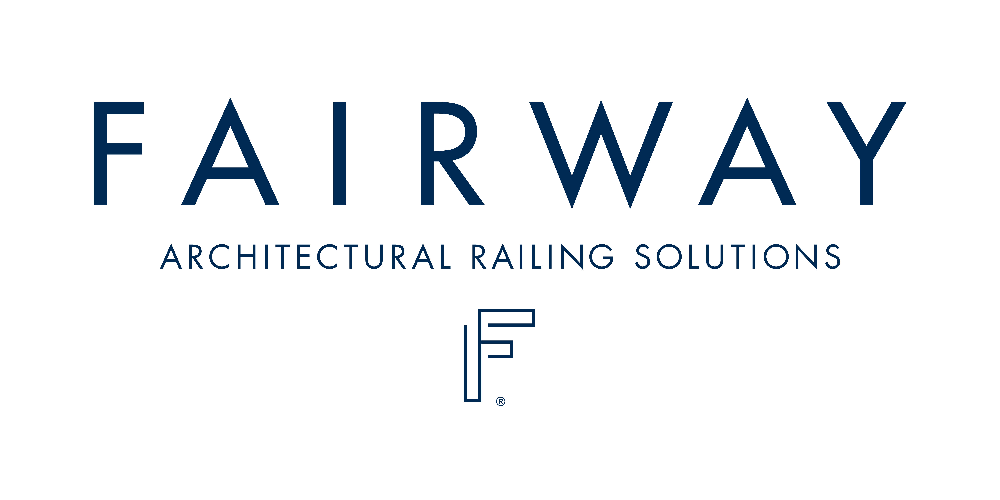 FAIRWAY
ARCHITECTURAL RAILING SOLUTIONS
F
®